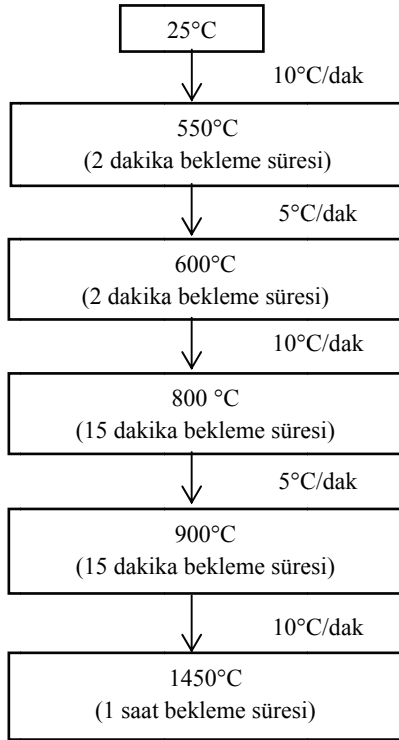 25°C
10°C/dak
550°C
(2 dakika bekleme süresi)
5°C/dak
600°C
(2 dakika bekleme süresi)
10°C/dak
800 °C
(15 dakika bekleme süresi)
5°C/dak
900°C
(15 dakika bekleme süresi)
10°C/dak
1450°C
(1 saat bekleme süresi)